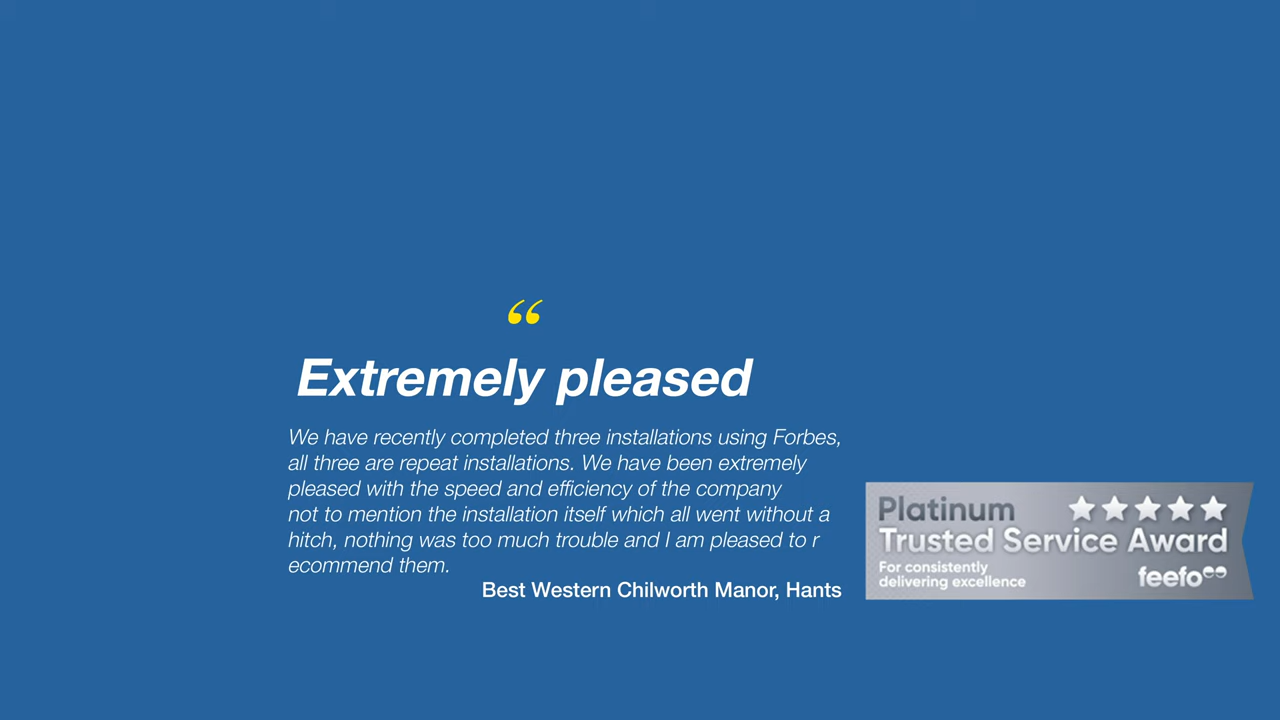 “
Extremely pleased
We have recently completed three installations using Forbes,
all three are repeat installations. We have been extremely
pleased with the speed and efficiency of the company
not to mention the installation itself which all went without a
hitch, nothing was too much trouble and I am pleased to r
ecommend them.
Best Western Chilworth Manor, Hants
Platinum
Trusted Service Award
For consistently
delivering excellence
feefo